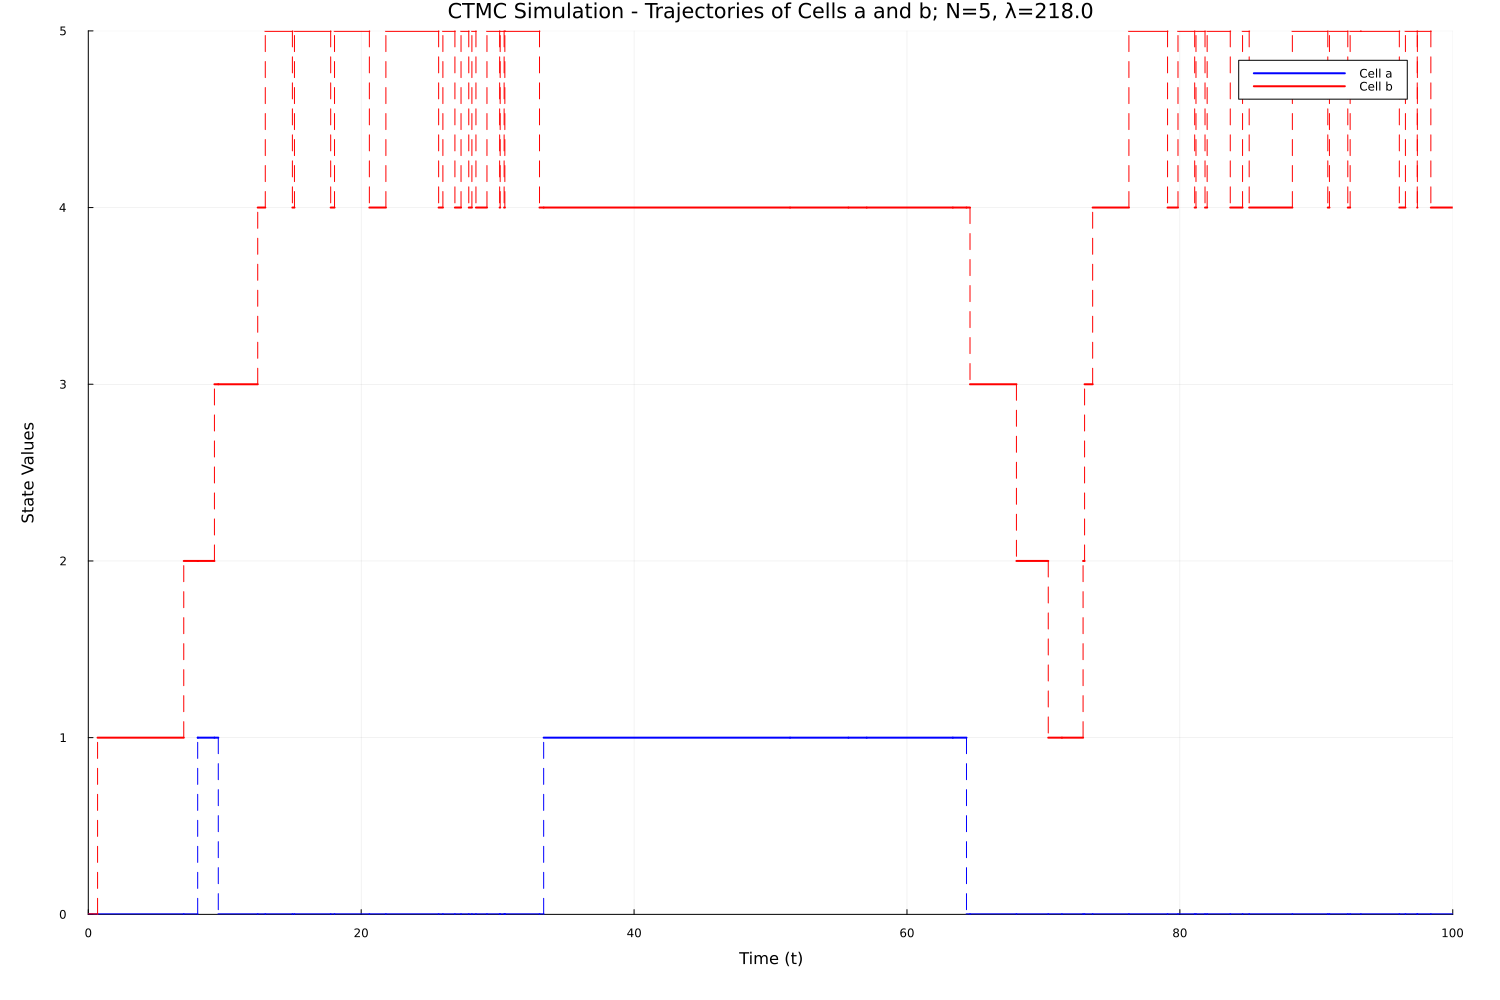 CTMC Simulation - Trajectories of Cells a and b; N=5, λ=218.0
5
Cell a
Cell b
4
3
State Values
2
1
0
0 20 40 60 80 100
Time (t)